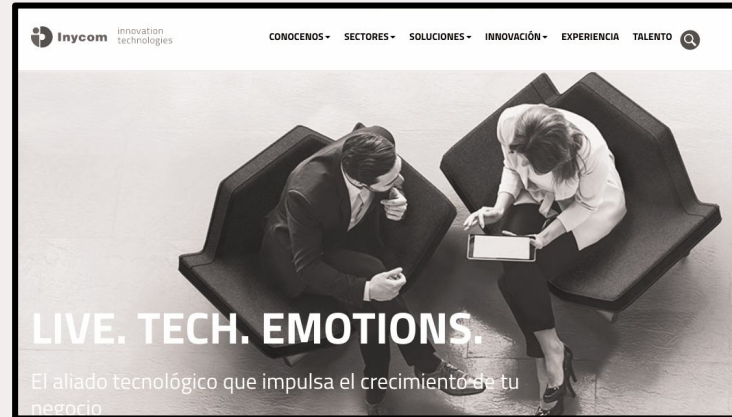 Inycom innovation technologies
CONOCENOS SECTORES SOLUCIONES INNOVACIÓN EXPERIENCIA TALENTO
LIVE. TECH. EMOTIONS.
El aliado tecnológico que impulsa el crecimiento de tu
negocio